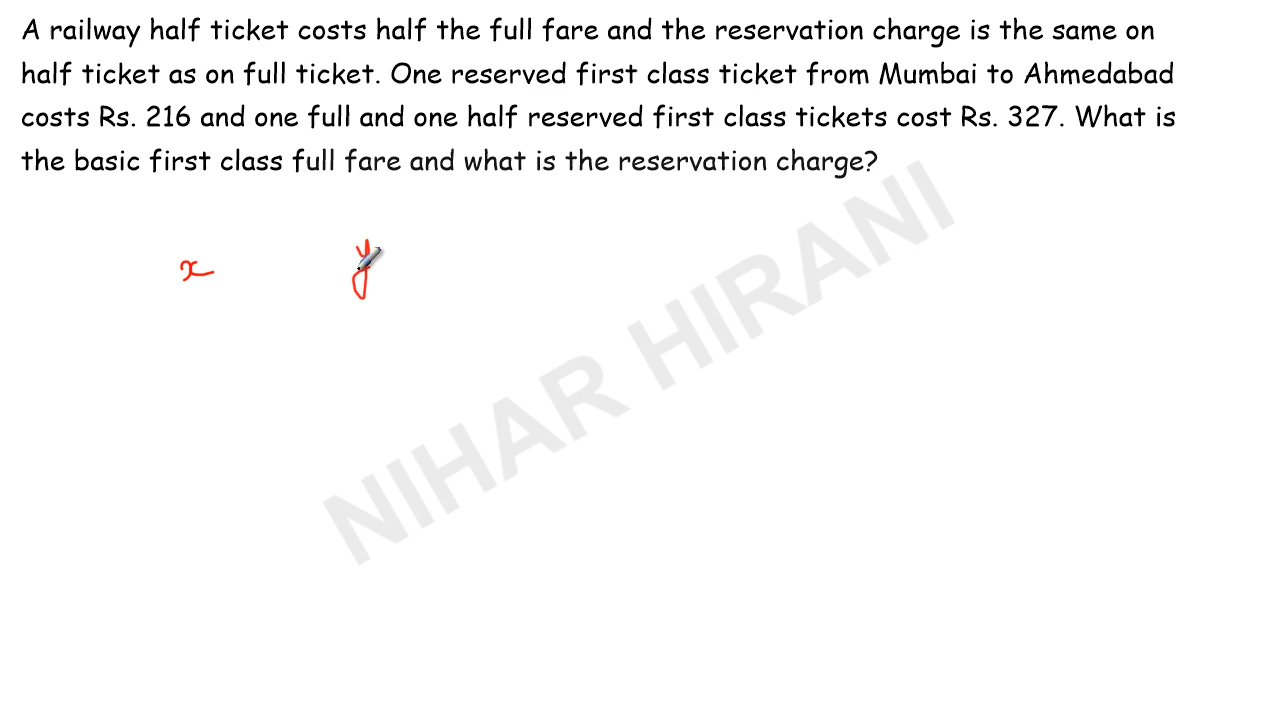 A railway half ticket costs half the full fare and the reservation charge is the same on
half ticket as on full ticket. One reserved first class ticket from Mumbai to Ahmedabad
costs Rs. 216 and one full and one half reserved first class tickets cost Rs. 327. What is
the basic first class full fare and what is the reservation charge?
x y
NIHAR HIRANI